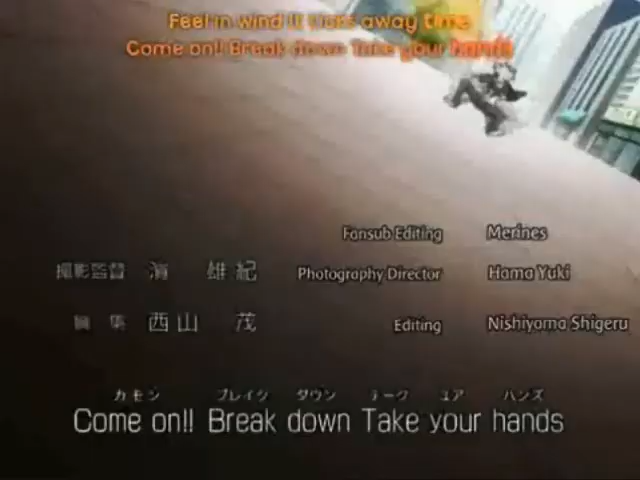 Feel in wind it tears away time
Come on!! Break down Take your hands
Fansub Editing Merines
撮影監督 濱 雄紀 Photography Director Hama Yuki
編集 西山 茂 Editing Nishiyama Shigeru
カモン ブレイク ダウン テーク ユア ハンズ
Come on!! Break down Take your hands